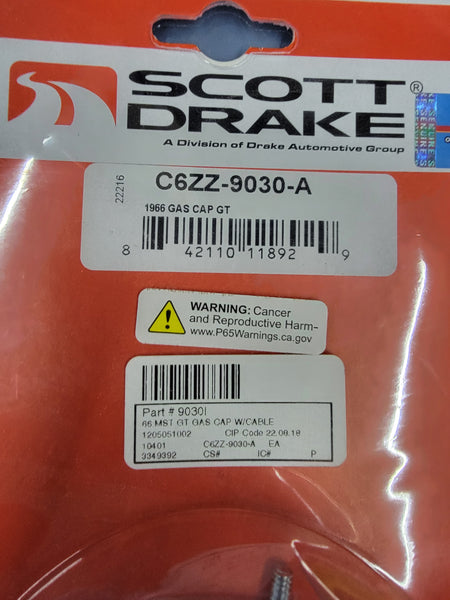 SCOTT
DRAKE®
A Division of Drake Automotive Group
22216
C6ZZ-9030-A
1966 GAS CAP GT
8 42110 11892 9
WARNING: Cancer
and Reproductive Harm-
www.P65Warnings.ca.gov
Part # 9030I
66 MST GT GAS CAP W/CABLE
1205051002 CIP Code 22.09.18
10401 C6ZZ-9030-A EA
3349392 CS# IC# P